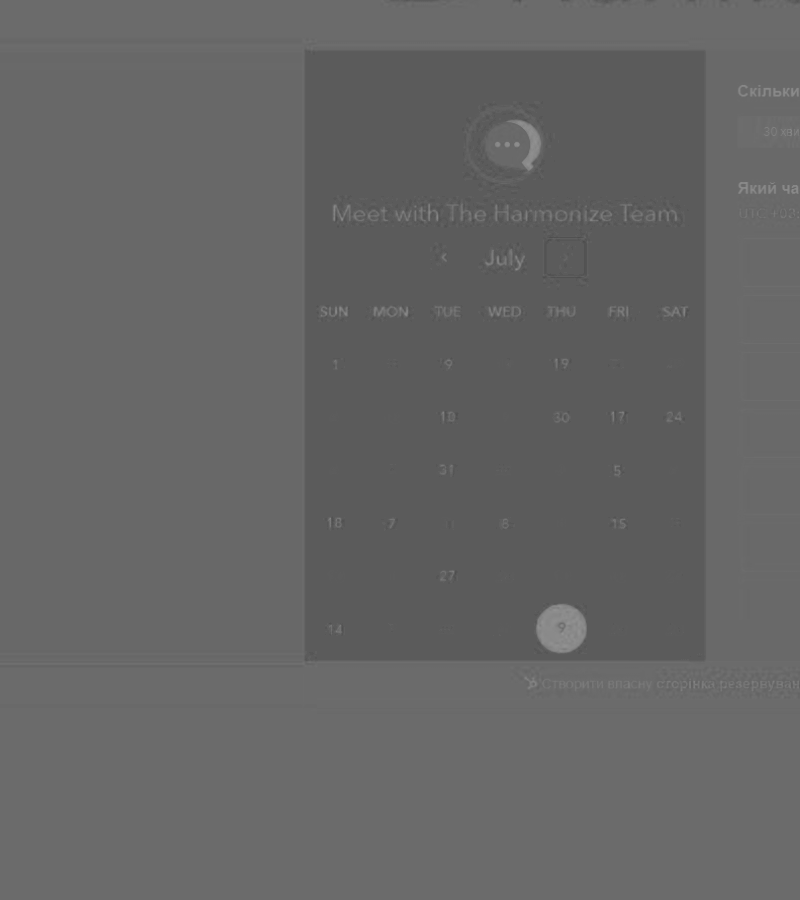 Скільки
30 хви
Який ча
Meet with The Harmonize Team
July
SUN MON TUE WED THU FRI SAT
1 9 19
18 30 17 24
31 5
18 7 8 15
27
14 9
Створити власну сторінка резервуван